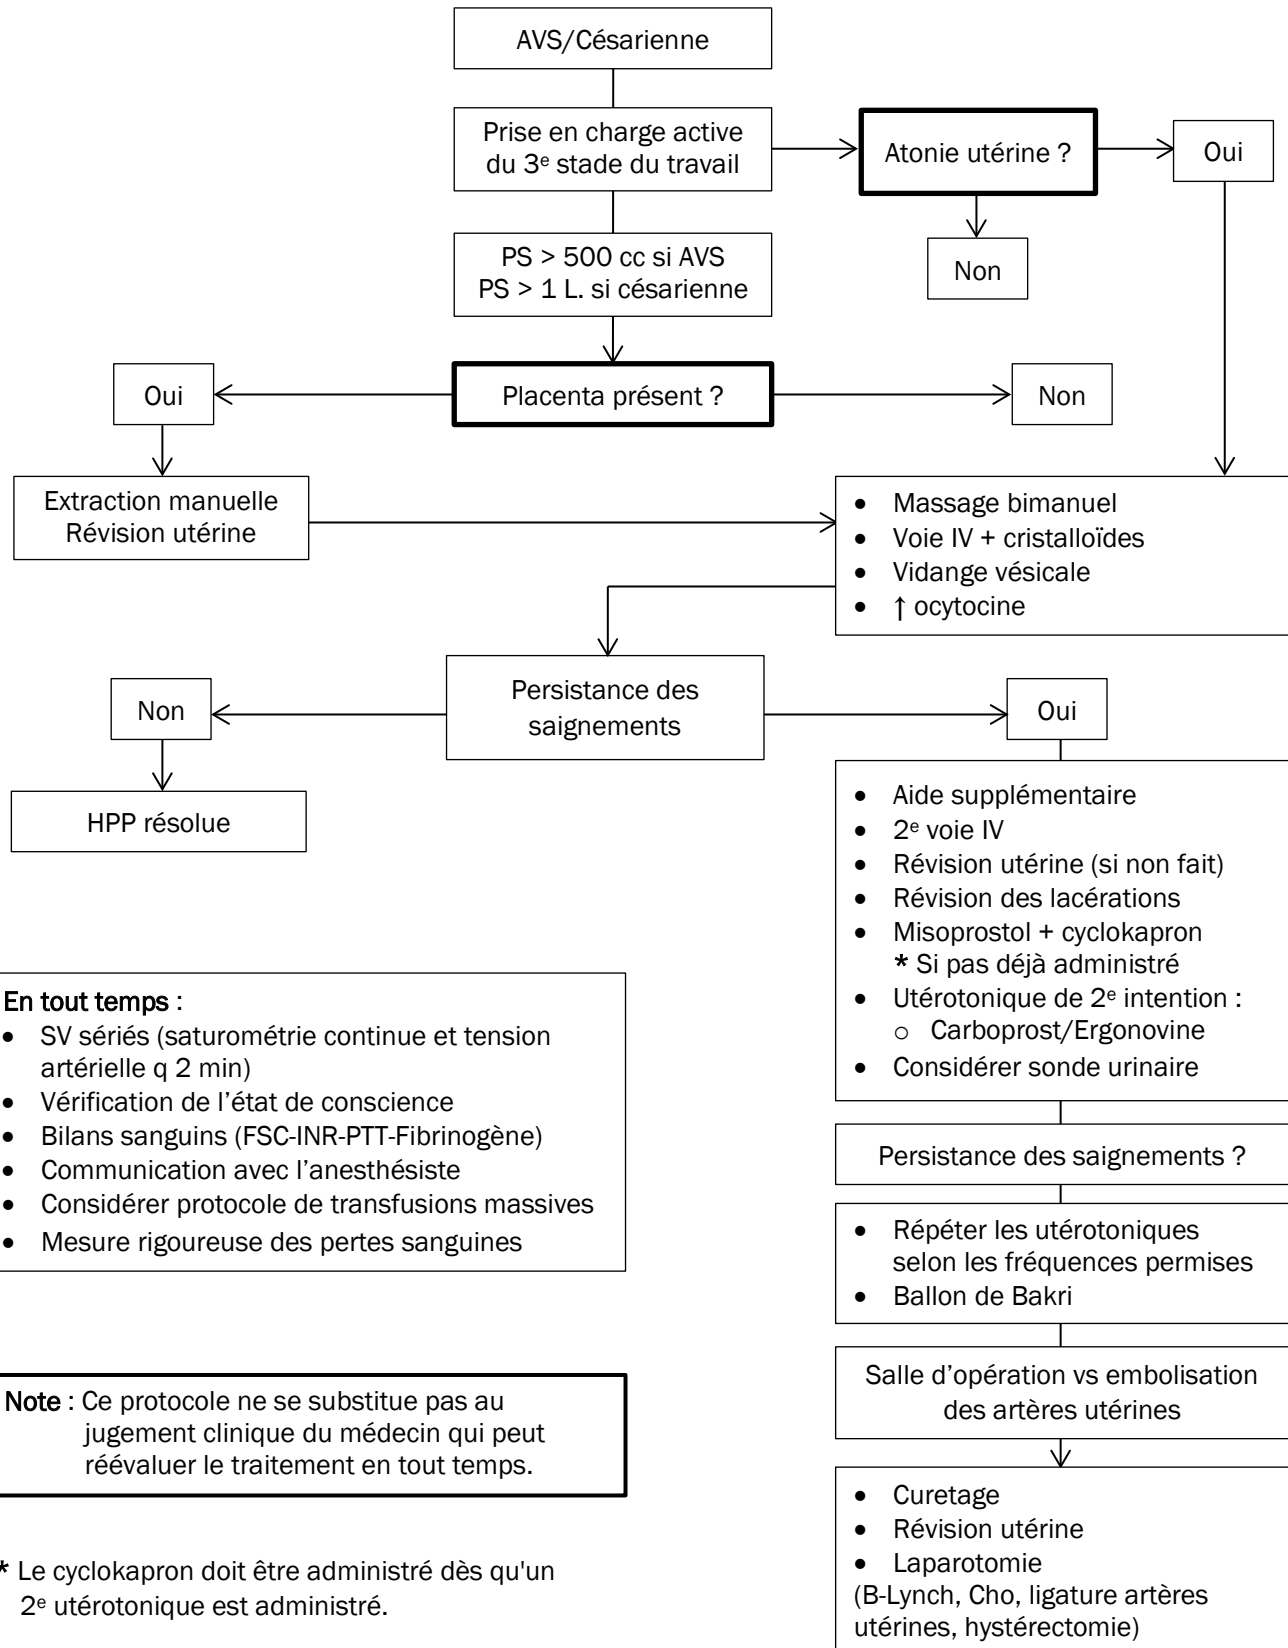 AVS/Césarienne
Prise en charge active
du 3ᵉ stade du travail
Atonie utérine ?
Oui
Non
PS > 500 cc si AVS
PS > 1 L. si césarienne
Oui
Placenta présent ?
Non
Extraction manuelle
Révision utérine
• Massage bimanuel
• Voie IV + cristalloïdes
• Vidange vésicale
• ↑ ocytocine
Non
Persistance des
saignements
Oui
HPP résolue
• Aide supplémentaire
• 2ᵉ voie IV
• Révision utérine (si non fait)
• Révision des lacérations
• Misoprostol + cyclokapron
* Si pas déjà administré
• Utérotonique de 2ᵉ intention :
o Carboprost/Ergonovine
• Considérer sonde urinaire
En tout temps :
• SV sériés (saturométrie continue et tension
artérielle q 2 min)
• Vérification de l'état de conscience
• Bilans sanguins (FSC-INR-PTT-Fibrinogène)
• Communication avec l'anesthésiste
• Considérer protocole de transfusions massives
• Mesure rigoureuse des pertes sanguines
Persistance des saignements ?
• Répéter les utérotoniques
selon les fréquences permises
• Ballon de Bakri
Salle d'opération vs embolisation
des artères utérines
Note : Ce protocole ne se substitue pas au
jugement clinique du médecin qui peut
réévaluer le traitement en tout temps.
• Curetage
• Révision utérine
• Laparotomie
(B-Lynch, Cho, ligature artères
utérines, hystérectomie)
* Le cyclokapron doit être administré dès qu'un
2ᵉ utérotonique est administré.